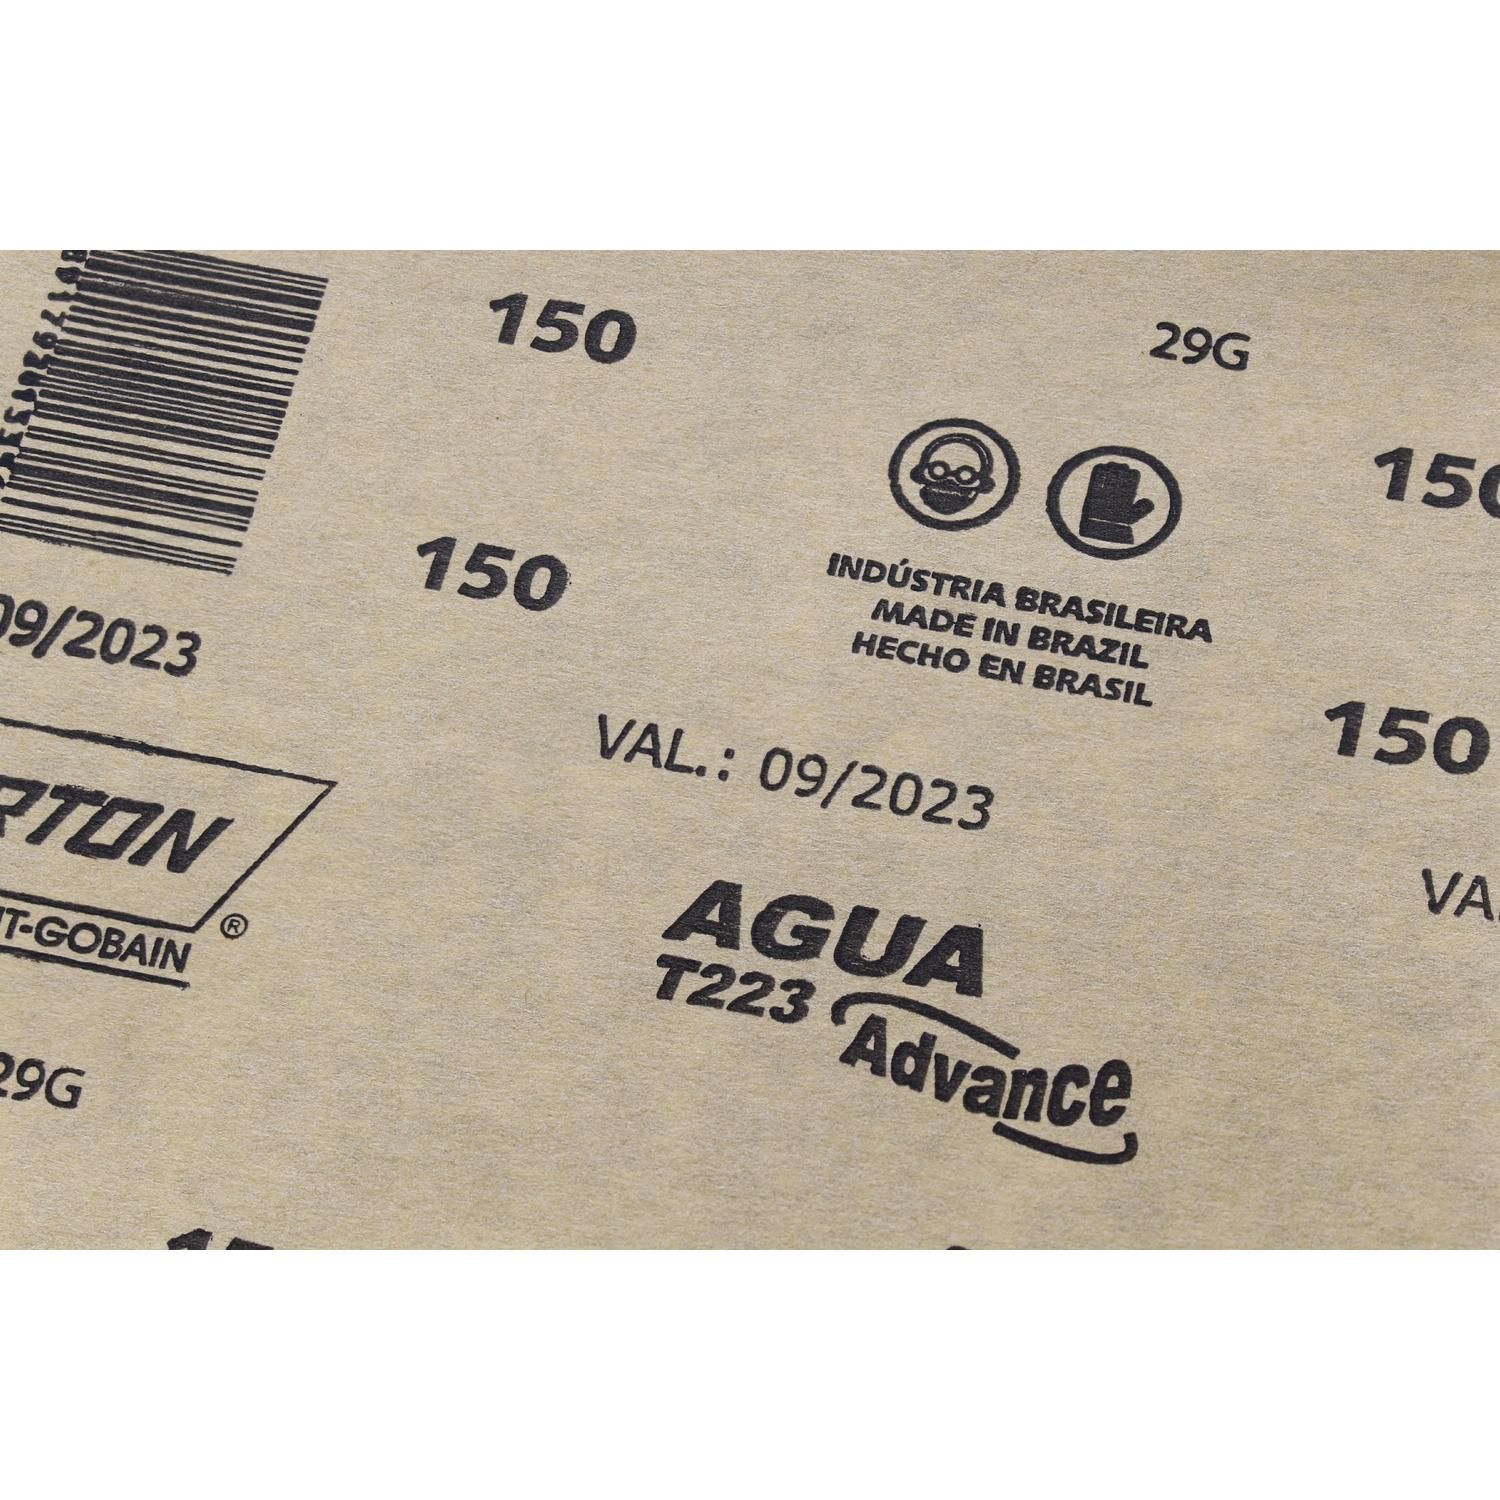 150
29G
150
150
INDÚSTRIA BRASILEIRA
MADE IN BRAZIL
HECHO EN BRASIL
09/2023
150
VAL.: 09/2023
RTON
®
T-GOBAIN
VA
AGUA
T223
Advance
29G